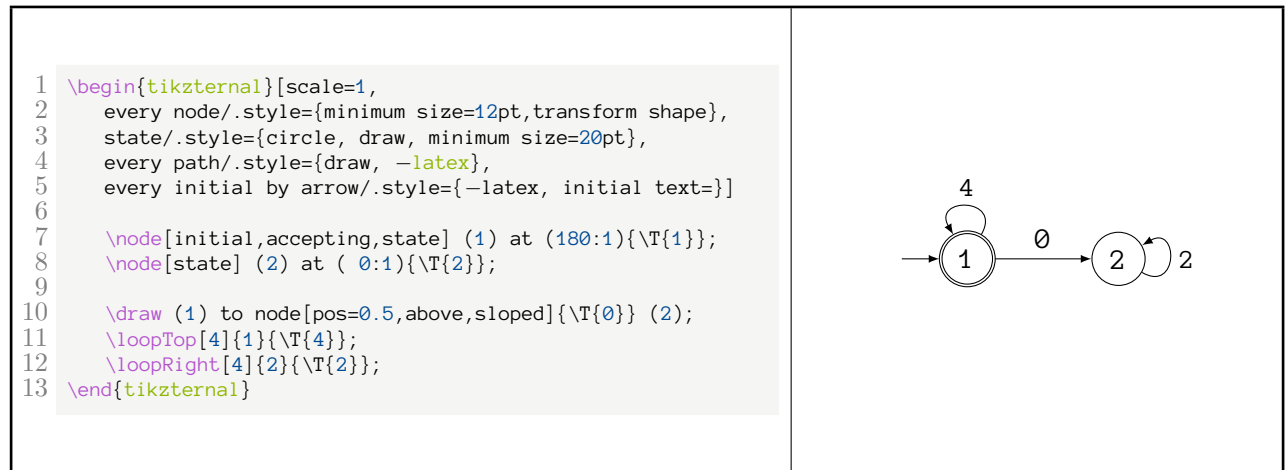 1 \begin{tikzternal}[scale=1,
2 every node/.style={minimum size=12pt,transform shape},
3 state/.style={circle, draw, minimum size=20pt},
4 every path/.style={draw, −latex},
5 every initial by arrow/.style={−latex, initial text=}]
6
7 \node[initial,accepting,state] (1) at (180:1){\T{1}};
8 \node[state] (2) at ( 0:1){\T{2}};
9
10 \draw (1) to node[pos=0.5,above,sloped]{\T{0}} (2);
11 \loopTop[4]{1}{\T{4}};
12 \loopRight[4]{2}{\T{2}};
13 \end{tikzternal}
4
0
1 2 2